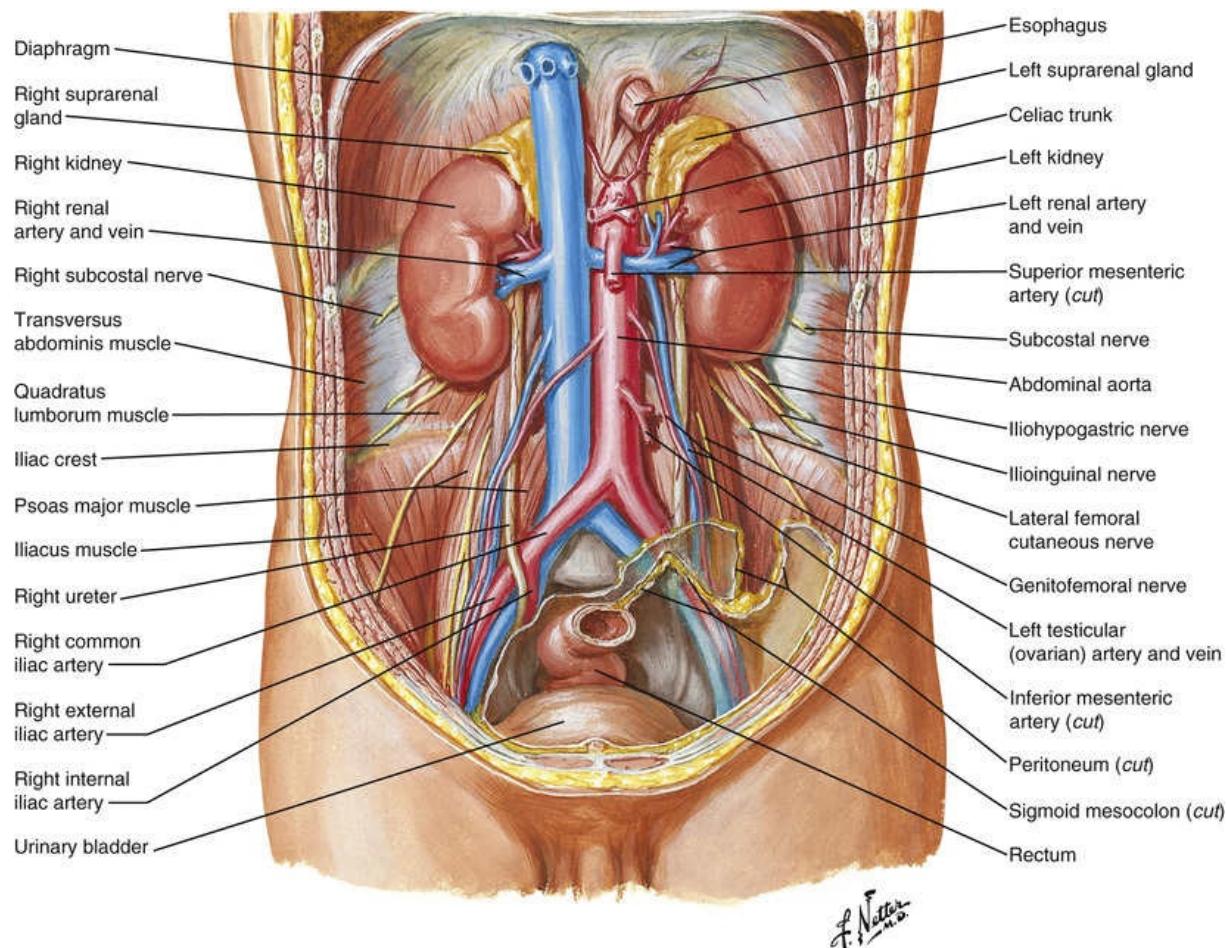 Diaphragm
Right suprarenal
gland
Right kidney
Right renal
artery and vein
Right subcostal nerve
Transversus
abdominis muscle
Quadratus
lumborum muscle
Iliac crest
Psoas major muscle
Iliacus muscle
Right ureter
Right common
iliac artery
Right external
iliac artery
Right internal
iliac artery
Urinary bladder
Esophagus
Left suprarenal gland
Celiac trunk
Left kidney
Left renal artery
and vein
Superior mesenteric
artery (cut)
Subcostal nerve
Abdominal aorta
Iliohypogastric nerve
Ilioinguinal nerve
Lateral femoral
cutaneous nerve
Genitofemoral nerve
Left testicular
(ovarian) artery and vein
Inferior mesenteric
artery (cut)
Peritoneum (cut)
Sigmoid mesocolon (cut)
Rectum
F. Netter
M.D.